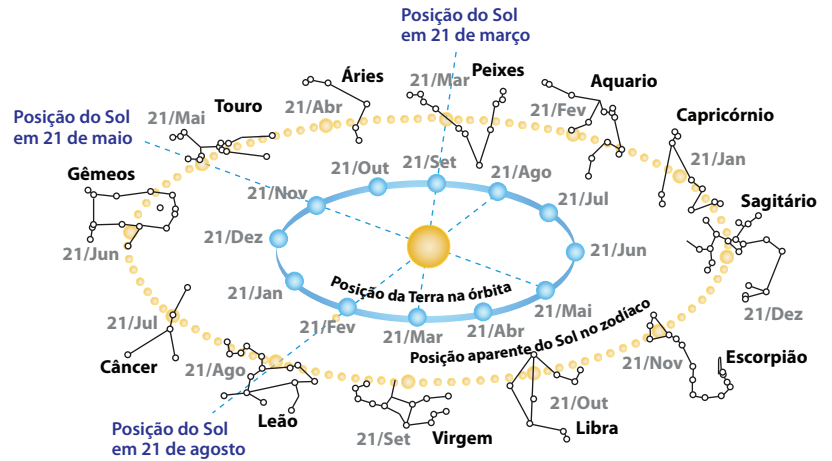 Posição do Sol
em 21 de março
Áries
21/Mar
Peixes
Aquario
21/Abr
21/Fev
Touro
21/Mai
Capricórnio
Posição do Sol
em 21 de maio
21/Jan
21/Out
21/Set
21/Ago
Gêmeos
21/Nov
21/Jul
Sagitário
21/Dez
21/Jun
21/Jun
Posição da Terra na órbita
21/Jan
21/Mai
21/Dez
21/Jul
21/Fev
21/Mar
21/Abr
Posição aparente do Sol no zodíaco
Câncer
21/Ago
21/Nov
Escorpião
Leão
21/Out
Posição do Sol
em 21 de agosto
21/Set
Virgem
Libra